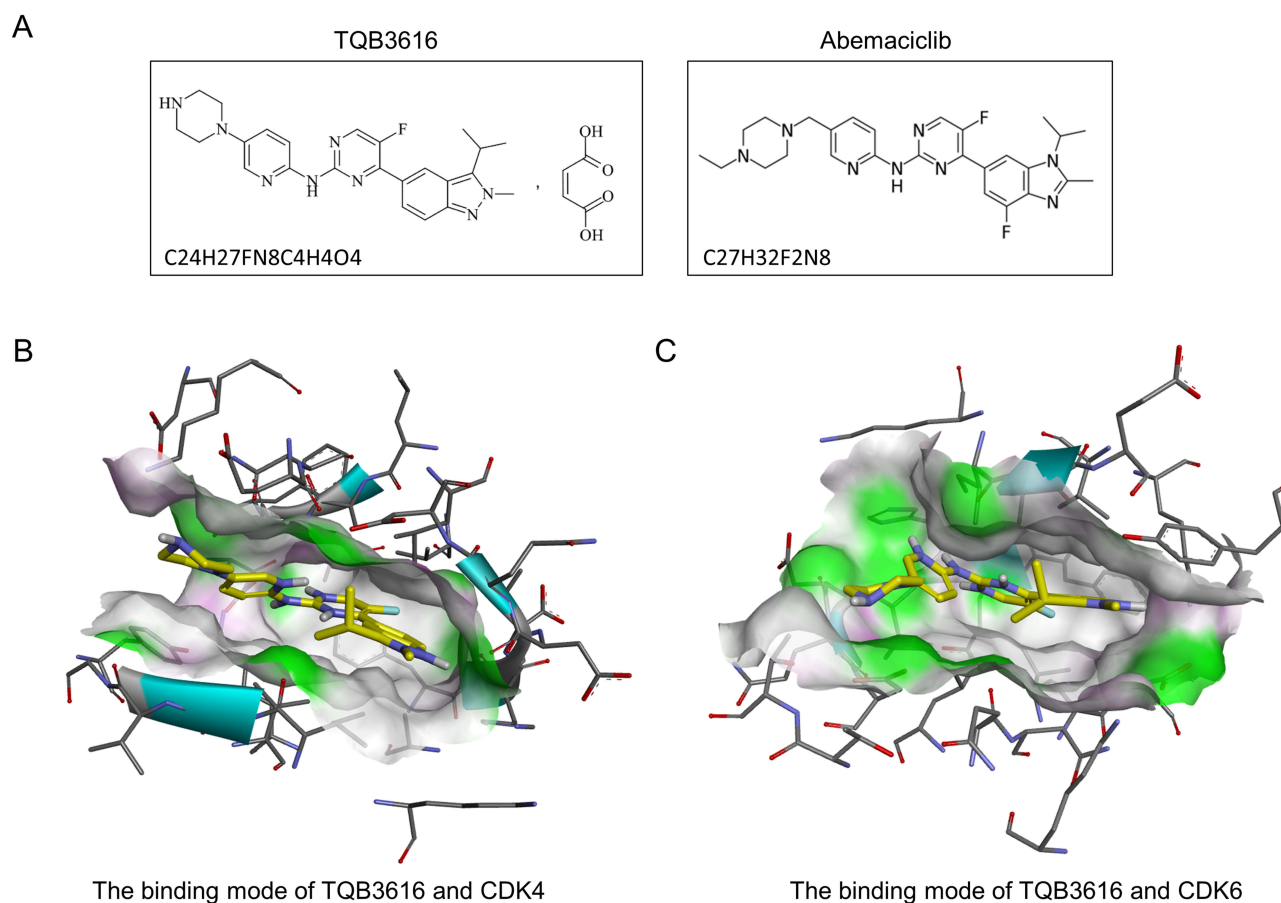 A
TQB3616
Abemaciclib
HN
N
N
N
H
N
N
F
N
N
,
OH
O
O
OH
C24H27FN8C4H4O4
N
N
N
N
H
N
N
F
N
N
F
C27H32F2N8
B
C
The binding mode of TQB3616 and CDK4
The binding mode of TQB3616 and CDK6